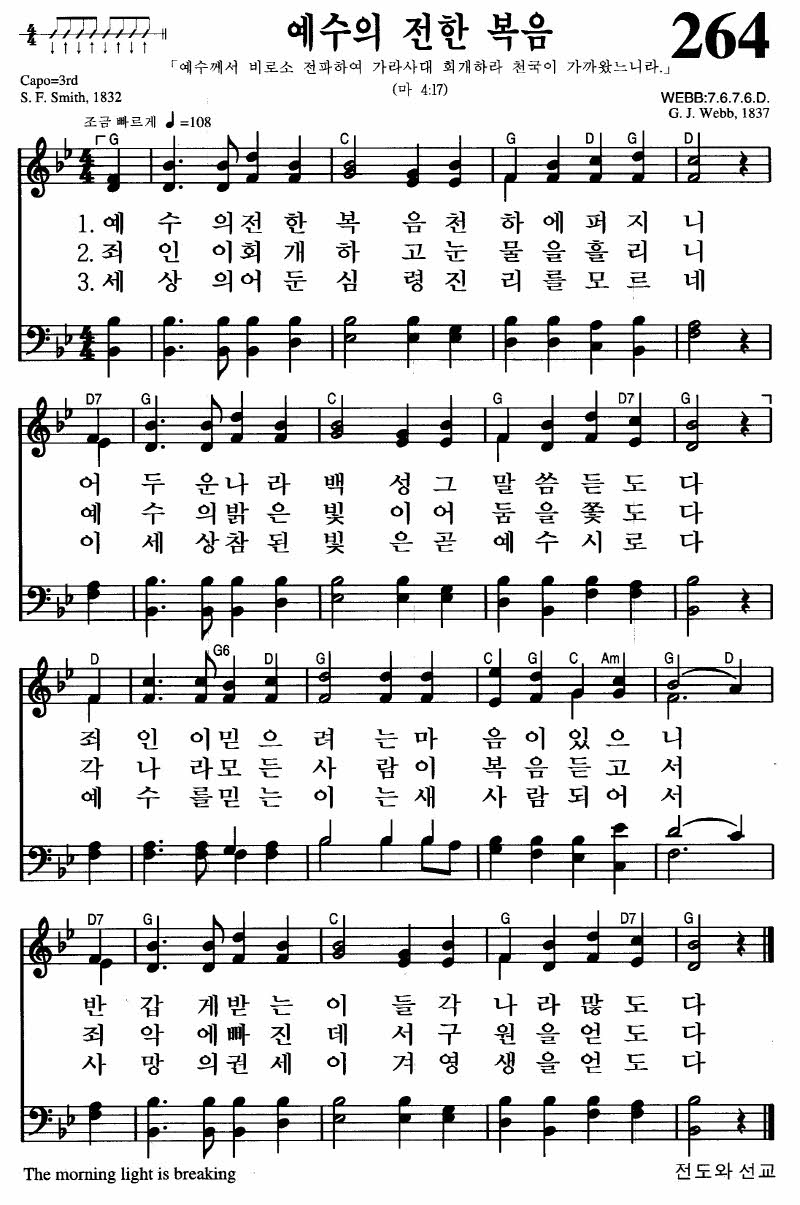 예수의 전한 복음
264
「예수께서 비로소 전파하여 가라사대 회개하라 천국이 가까왔느니라.」
(마 4:17)
Capo=3rd
S. F. Smith, 1832
WEBB:7.6.7.6.D.
G. J. Webb, 1837
조금 빠르게 ♩=108
4/4
G C G D G D
1. 예 수 의 전 한 복 음 천 하 에 퍼 지 니
2. 죄 인 이 회 개 하 고 눈 물 을 흘 리 니
3. 세 상 의 어 둔 심 령 진 리 를 모 르 네
D7 G C G D7 G
어 두 운 나 라 백 성 그 말 씀 듣 도 다
예 수 의 밝 은 빛 이 어 둠 을 쫓 도 다
이 세 상 참 된 빛 은 곧 예 수 시 로 다
D G6 D G C G C Am G
죄 인 이 믿 으 려 는 마 음 이 있 으 니
각 나 라 모 든 사 람 이 복 음 듣 고 서
예 수 를 믿 는 이 는 새 사 람 되 어 서
D7 G C G D7 G
반 갑 게 받 는 이 들 각 나 라 많 도 다
죄 악 에 빠 진 데 서 구 원 을 얻 도 다
사 망 의 권 세 이 겨 영 생 을 얻 도 다
The morning light is breaking
전도와 선교